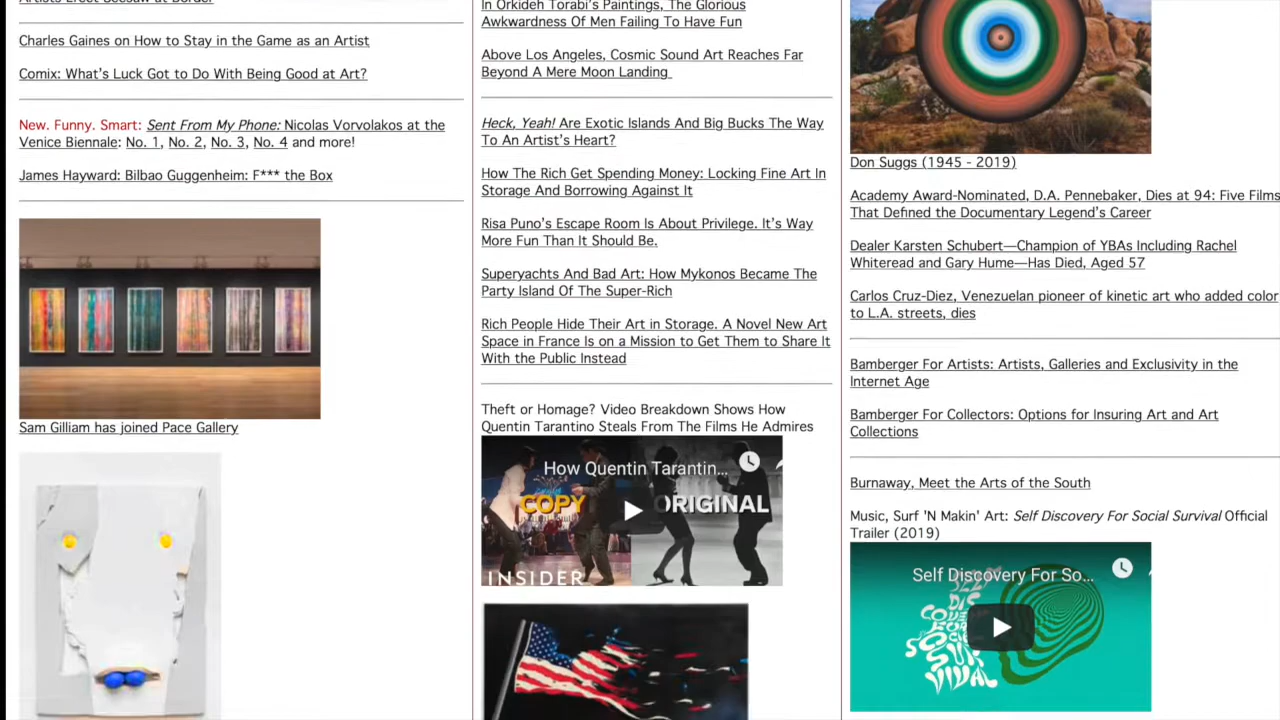 Artists Erect Seesaw at Border
Charles Gaines on How to Stay in the Game as an Artist
Comix: What's Luck Got to Do With Being Good at Art?
New. Funny. Smart: Sent From My Phone: Nicolas Vorvolakos at the
Venice Biennale: No. 1, No. 2, No. 3, No. 4 and more!
James Hayward: Bilbao Guggenheim: F*** the Box
Sam Gilliam has joined Pace Gallery
In Orkideh Torabi's Paintings, The Glorious
Awkwardness Of Men Failing To Have Fun
Above Los Angeles, Cosmic Sound Art Reaches Far
Beyond A Mere Moon Landing
Heck, Yeah! Are Exotic Islands And Big Bucks The Way
To An Artist's Heart?
How The Rich Get Spending Money: Locking Fine Art In
Storage And Borrowing Against It
Risa Puno's Escape Room Is About Privilege. It's Way
More Fun Than It Should Be.
Superyachts And Bad Art: How Mykonos Became The
Party Island Of The Super-Rich
Rich People Hide Their Art in Storage. A Novel New Art
Space in France Is on a Mission to Get Them to Share It
With the Public Instead
Theft or Homage? Video Breakdown Shows How
Quentin Tarantino Steals From The Films He Admires
How Quentin Tarantin...
COPY
ORIGINAL
INSIDER
Don Suggs (1945 - 2019)
Academy Award-Nominated, D.A. Pennebaker, Dies at 94: Five Films
That Defined the Documentary Legend's Career
Dealer Karsten Schubert—Champion of YBAs Including Rachel
Whiteread and Gary Hume—Has Died, Aged 57
Carlos Cruz-Diez, Venezuelan pioneer of kinetic art who added color
to L.A. streets, dies
Bamberger For Artists: Artists, Galleries and Exclusivity in the
Internet Age
Bamberger For Collectors: Options for Insuring Art and Art
Collections
Burnaway, Meet the Arts of the South
Music, Surf 'N Makin' Art: Self Discovery For Social Survival Official
Trailer (2019)
Self Discovery For So...
SELF
DIS
COVERY
FOR
SO
SUR
VIVAL